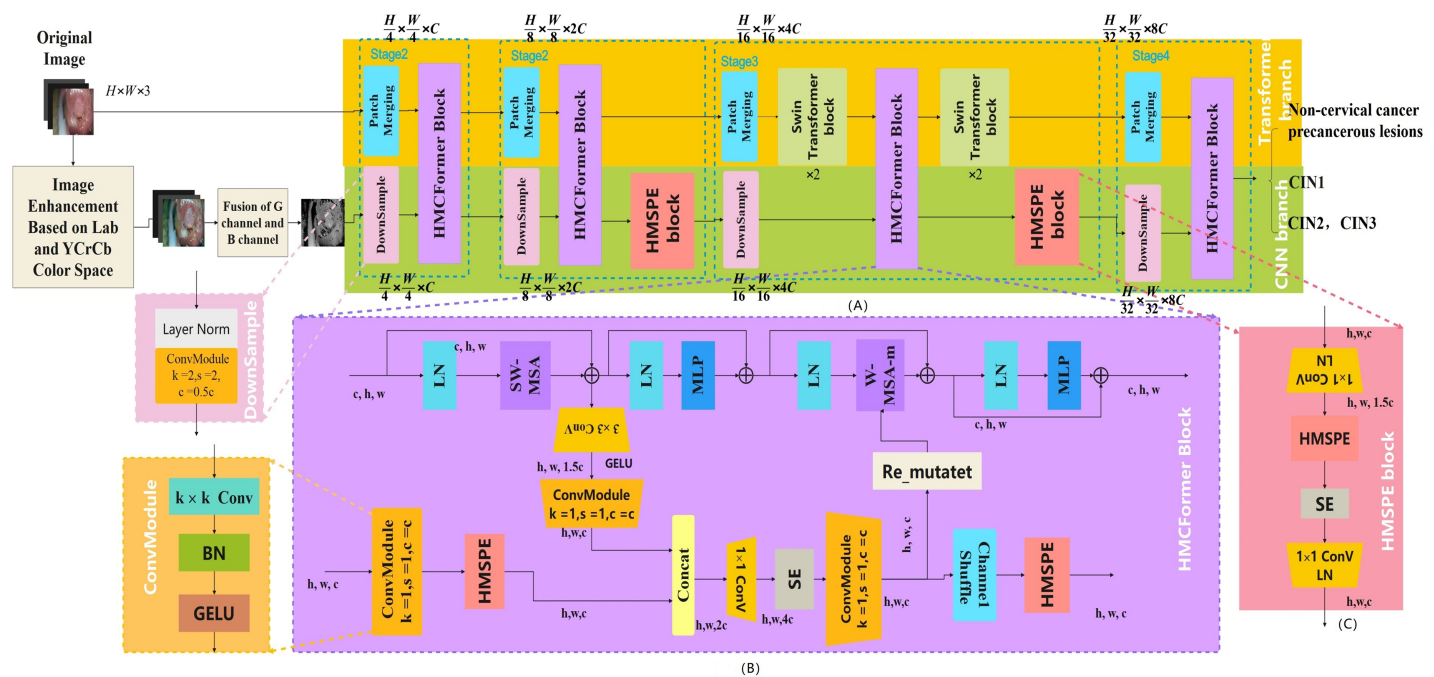 Original
Image
H×W×3
Image
Enhancement
Based on Lab
and YCrCb
Color Space
Fusion of G
channel and
B channel
H/4 × W/4 ×C
H/8 × W/8 ×2C
H/16 × W/16 ×4C
H/32 × W/32 ×8C
Stage2
Patch
Merging
HMCFormer Block
DownSample
Stage2
Patch
Merging
HMCFormer Block
DownSample
HMSPE
block
Stage3
Patch
Merging
Swin
Transformer
block
×2
HMCFormer Block
Swin
Transformer
block
×2
DownSample
HMSPE
block
Stage4
Patch
Merging
HMCFormer Block
DownSample
Transformer
branch
CNN branch
Non-cervical cancer
precancerous lesions
CIN1
CIN2，CIN3
H/4 × W/4 ×C
H/8 × W/8 ×2C
H/16 × W/16 ×4C
H/32 × W/32 ×8C
(A)
Layer Norm
ConvModule
k =2,s =2,
c =0.5c
DownSample
ConvModule
k × k Conv
BN
GELU
c, h, w
LN
c, h, w
SW-
MSA
LN
MLP
LN
W-
MSA-m
LN
MLP
c, h, w
c, h, w
3 ×3 ConV
GELU
h, w, 1.5c
ConvModule
k =1,s =1,c =c
h,w,c
Re_mutatet
h, w, c
h, w, c
ConvModule
k =1,s =1,c =c
HMSPE
h,w,c
Concat
h,w,2c
1×1 ConV
h,w,4c
SE
ConvModule
k =1,s =1,c =c
h,w,c
Channel
Shuffle
HMSPE
h, w, c
HMCFormer Block
(B)
h,w,c
1×1 ConV
LN
h, w, 1.5c
HMSPE
SE
1×1 ConV
LN
h,w,c
HMSPE block
(C)